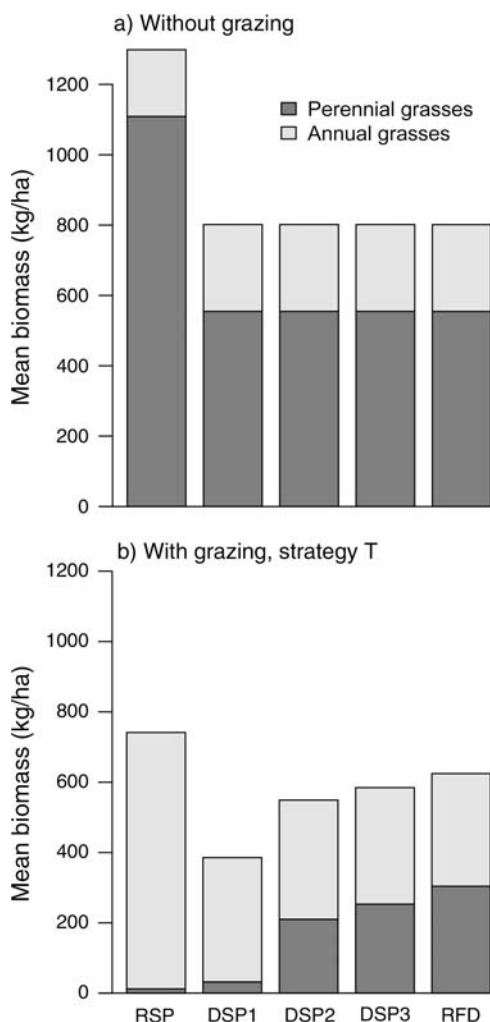 a) Without grazing
Perennial grasses
Annual grasses
Mean biomass (kg/ha)
1200
1000
800
600
400
200
0
b) With grazing, strategy T
Mean biomass (kg/ha)
1200
1000
800
600
400
200
0
RSP DSP1 DSP2 DSP3 RFD